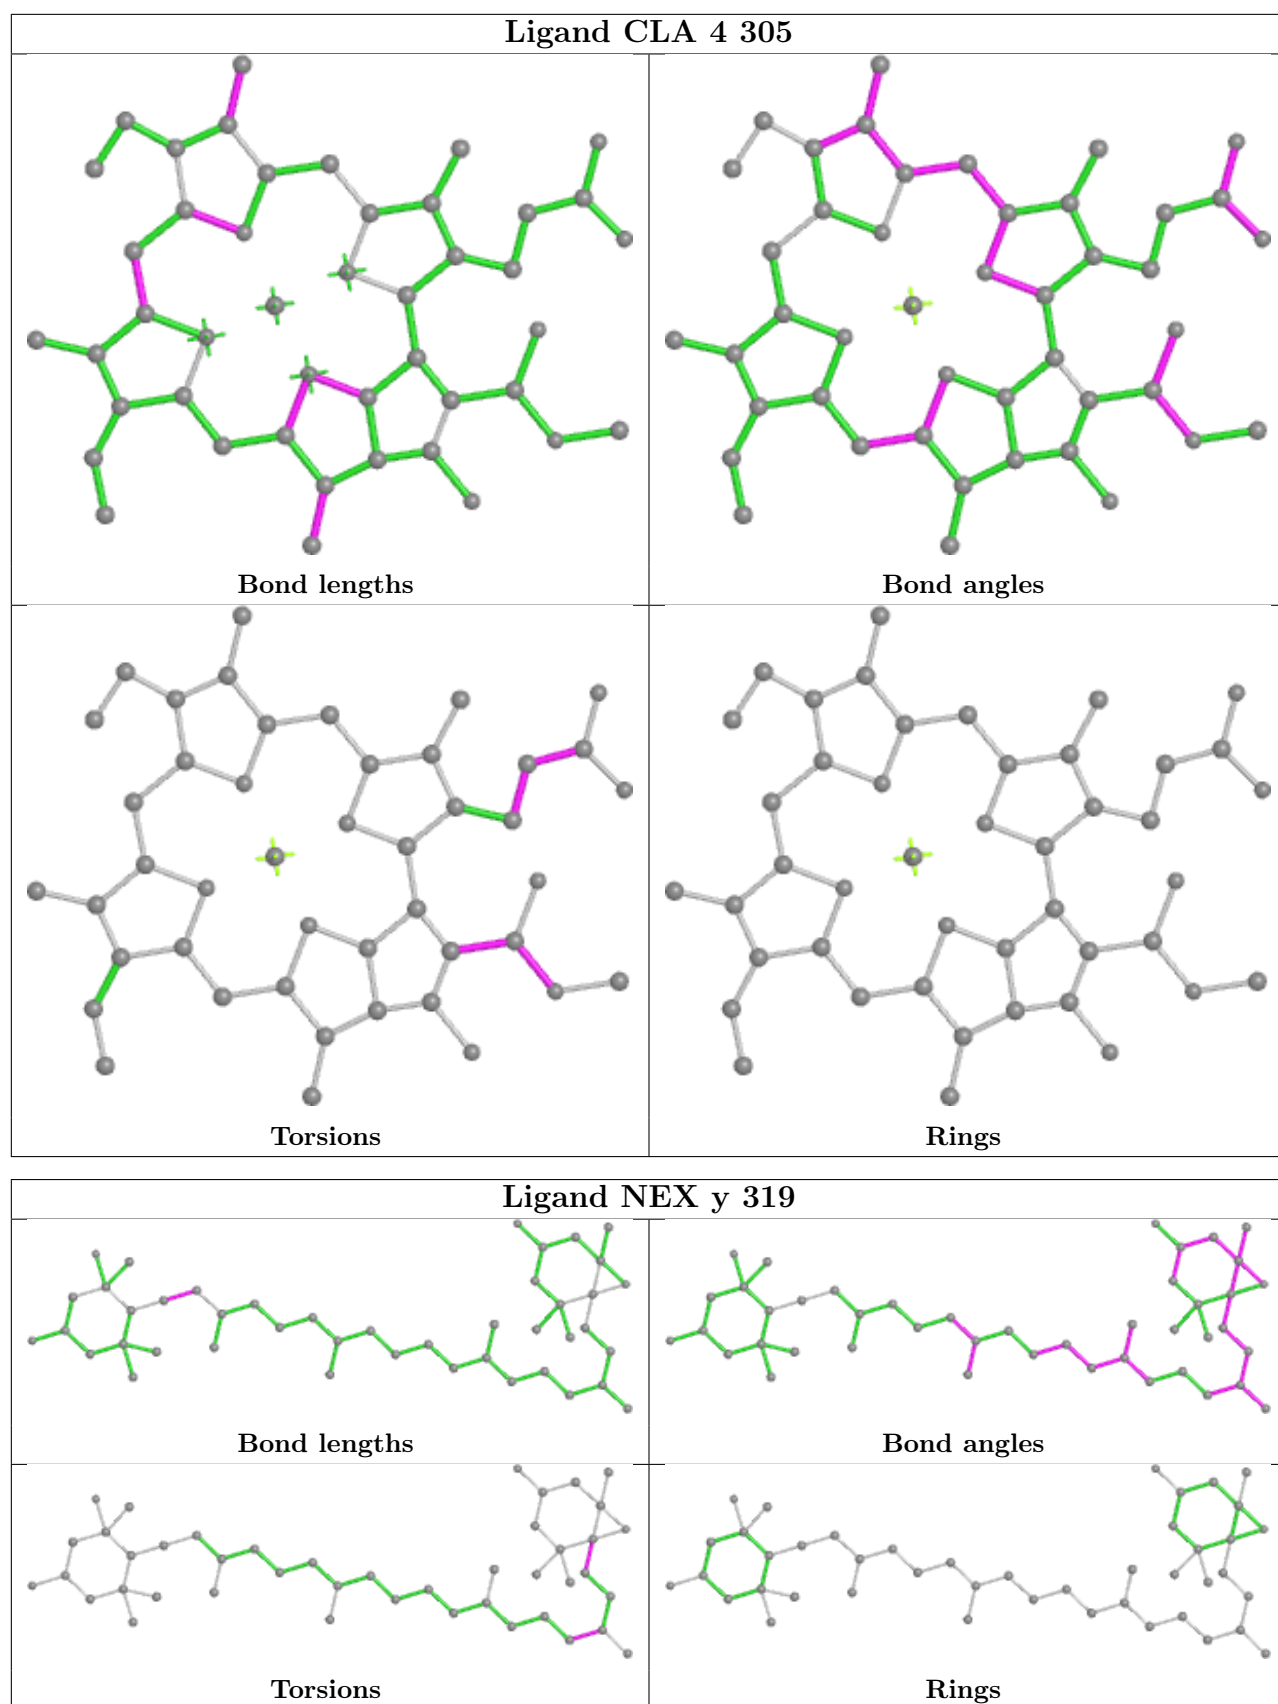 Ligand CLA 4 305
Bond lengths
Bond angles
Torsions
Rings
Ligand NEX y 319
Bond lengths
Bond angles
Torsions
Rings